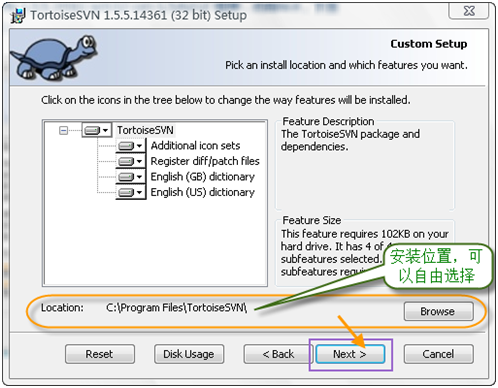 TortoiseSVN 1.5.5.14361 (32 bit) Setup
Custom Setup
Pick an install location and which features you want.
Click on the icons in the tree below to change the way features will be installed.
TortoiseSVN
Additional icon sets
Register diff/patch files
English (GB) dictionary
English (US) dictionary
Feature Description
The TortoiseSVN package and
dependencies.
Feature Size
This feature requires 102KB on your
hard drive. It has 4 of
subfeatures selected.
subfeatures
安装位置，可
以自由选择
Location: C:\Program Files\TortoiseSVN\
Browse
Reset
Disk Usage
< Back
Next >
Cancel